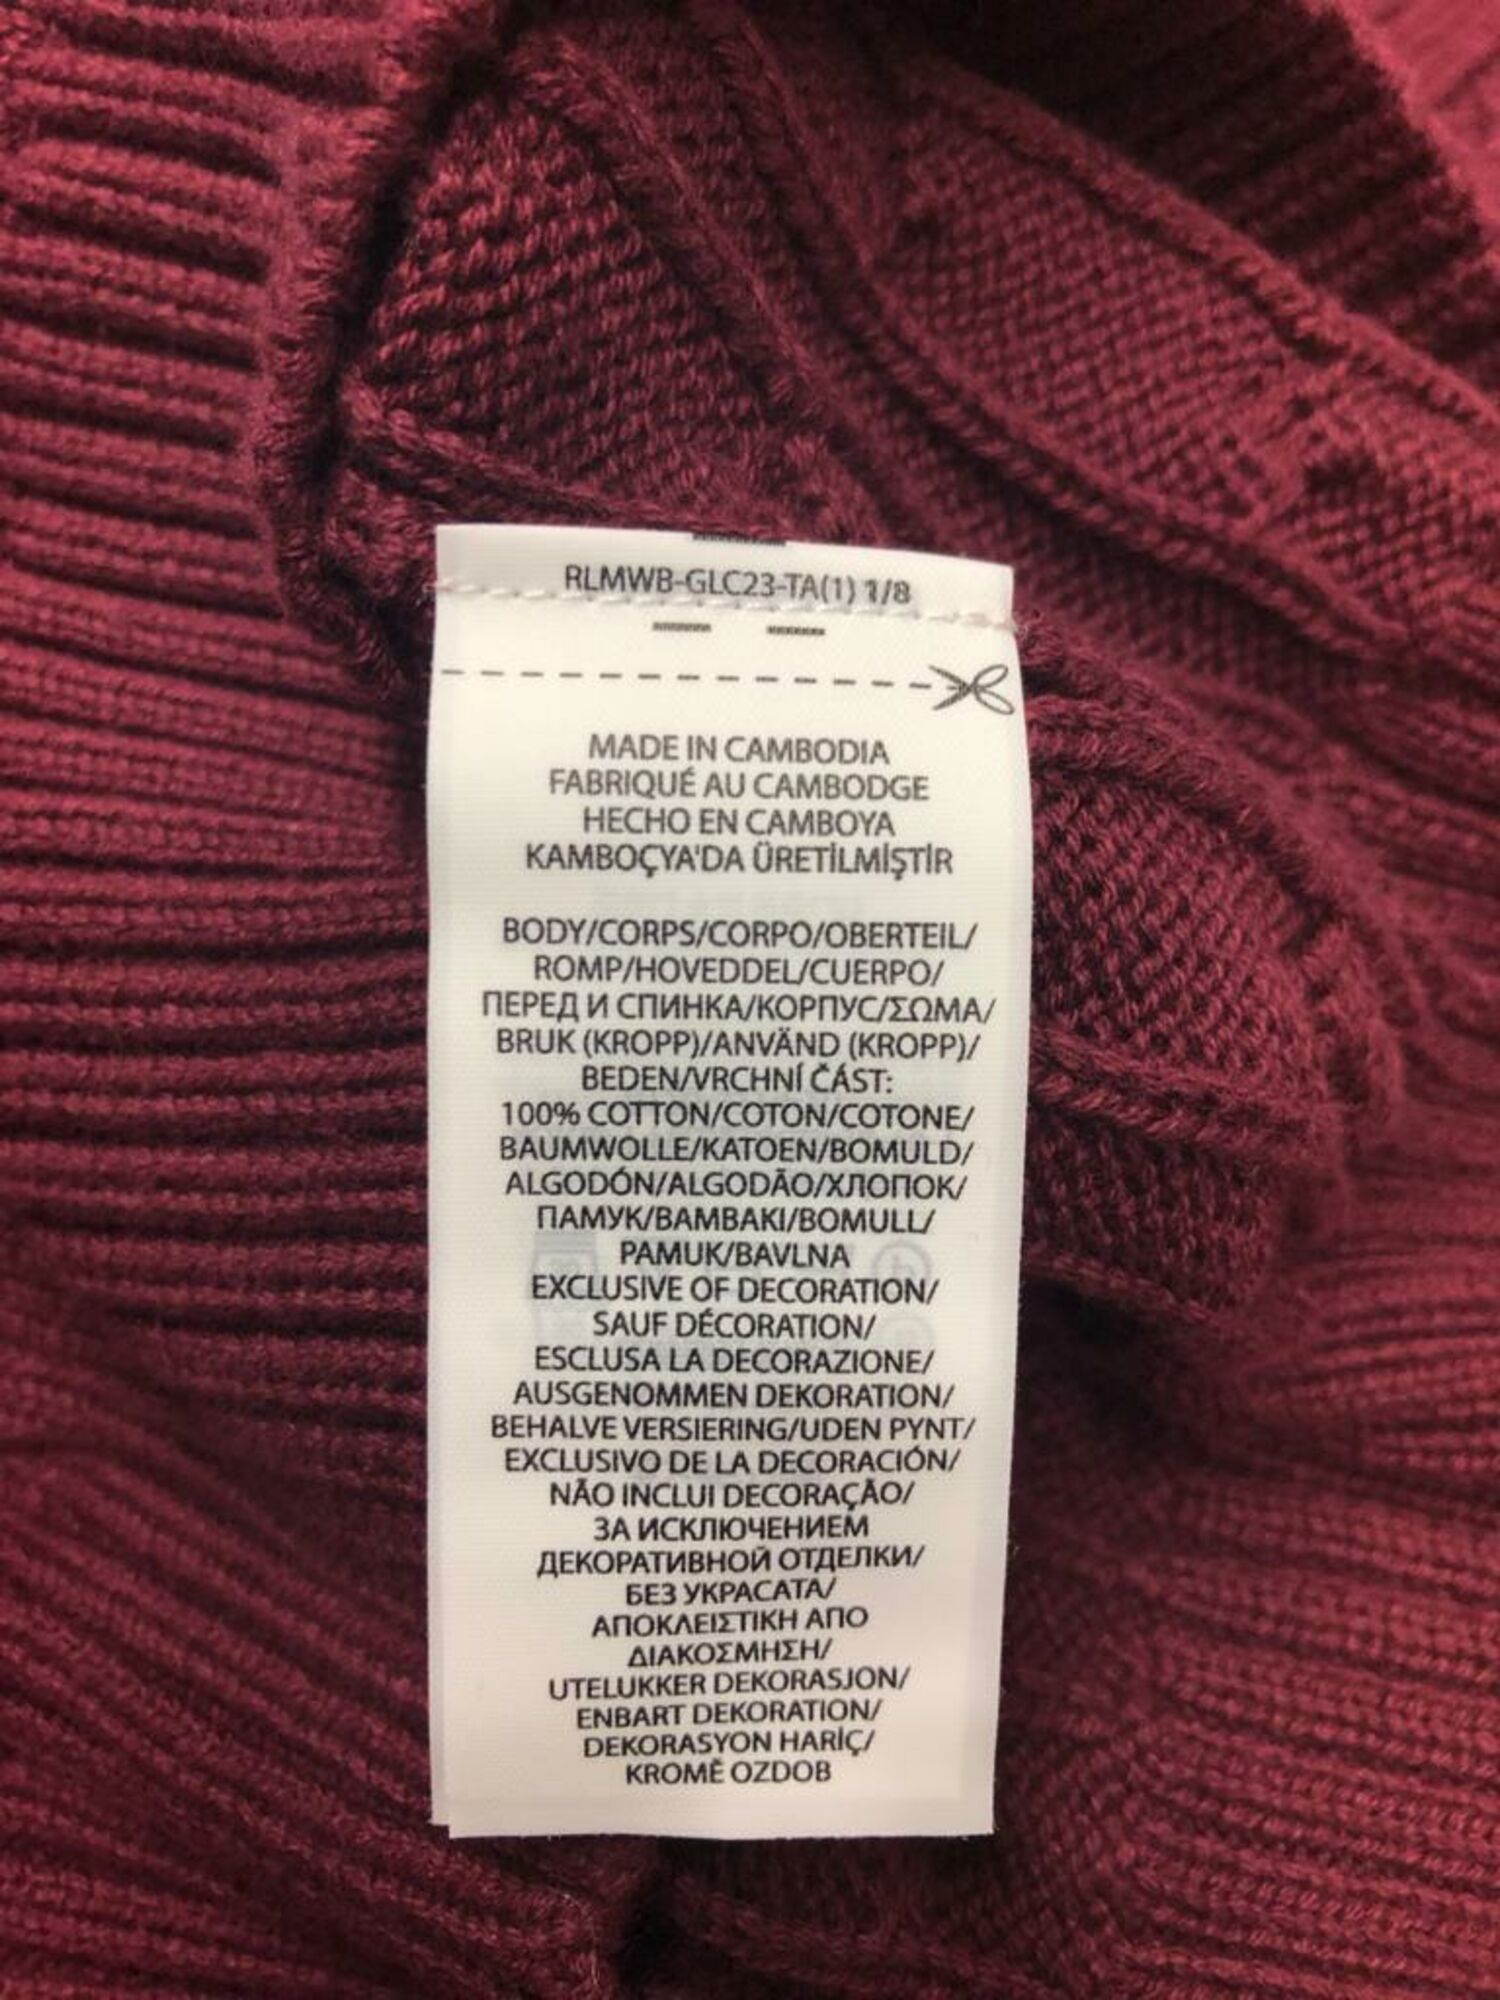 RLMWB-GLC23-TA(1) 1/8
MADE IN CAMBODIA
FABRIQUÉ AU CAMBODGE
HECHO EN CAMBOYA
KAMBOÇYA'DA ÜRETİLMİŞTİR
BODY/CORPS/CORPO/OBERTEIL/
ROMP/HOVEDDEL/CUERPO/
ПЕРЕД И СПИНКА/КОРПУС/ΣΩΜΑ/
BRUK (KROPP)/ANVÄND (KROPP)/
BEDEN/VRCHNÍ ČÁST:
100% COTTON/COTON/COTONE/
BAUMWOLLE/KATOEN/BOMULD/
ALGODÓN/ALGODÃO/ХЛОПОК/
ПАМУК/ΒΑΜΒΑΚΙ/BOMULL/
PAMUK/BAVLNA
EXCLUSIVE OF DECORATION/
SAUF DÉCORATION/
ESCLUSA LA DECORAZIONE/
AUSGENOMMEN DEKORATION/
BEHALVE VERSIERING/UDEN PYNT/
EXCLUSIVO DE LA DECORACIÓN/
NÃO INCLUI DECORAÇÃO/
ЗА ИСКЛЮЧЕНИЕМ
ДЕКОРАТИВНОЙ ОТДЕЛКИ/
БЕЗ УКРАСАТА/
ΑΠΟΚΛΕΙΣΤΙΚΗ ΑΠΟ
ΔΙΑΚΟΣΜΗΣΗ/
UTELUKKER DEKORASJON/
ENBART DEKORATION/
DEKORASYON HARİÇ/
KROMĚ OZDOB